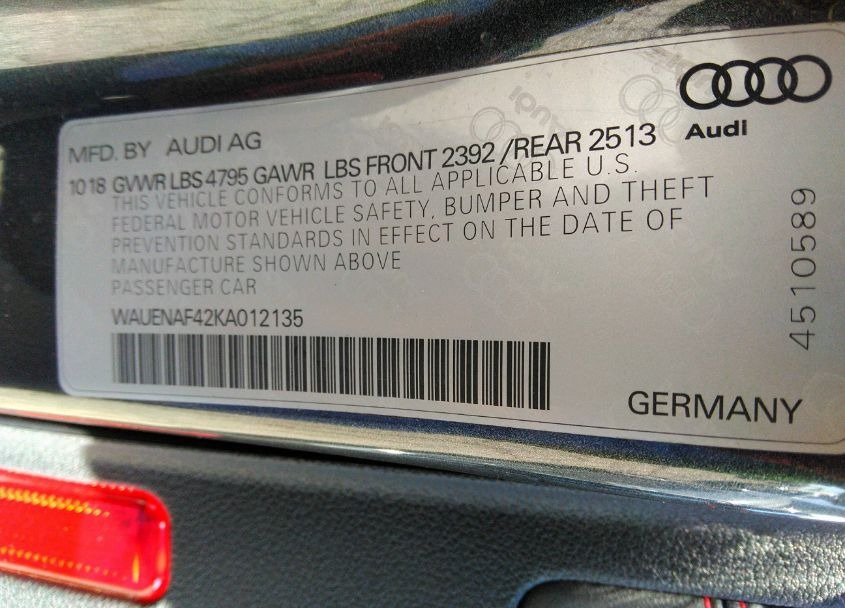 Audi
MFD. BY AUDI AG
10 18 GVWR LBS 4795 GAWR LBS FRONT 2392 /REAR 2513
THIS VEHICLE CONFORMS TO ALL APPLICABLE U.S.
FEDERAL MOTOR VEHICLE SAFETY, BUMPER AND THEFT
PREVENTION STANDARDS IN EFFECT ON THE DATE OF
MANUFACTURE SHOWN ABOVE
PASSENGER CAR
WAUENAF42KA012135
GERMANY
4510589